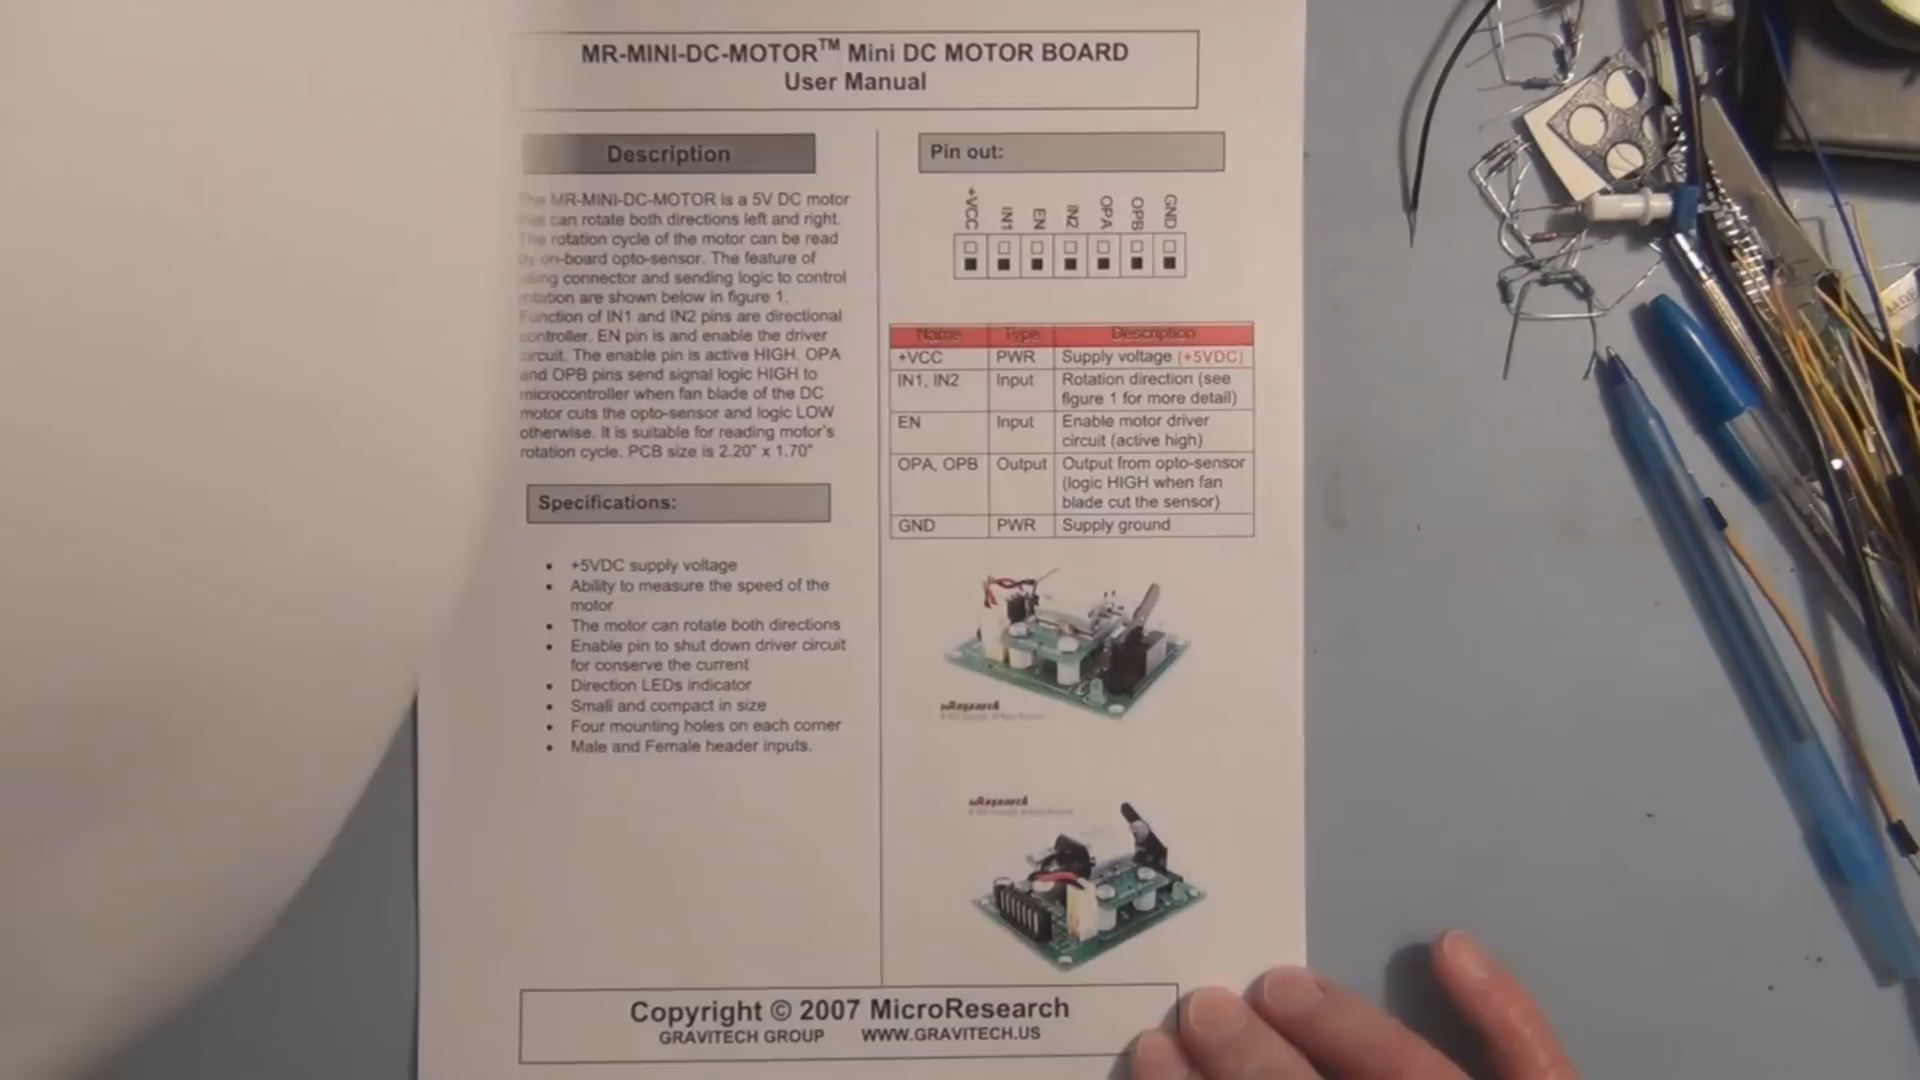 MR-MINI-DC-MOTOR™ Mini DC MOTOR BOARD
User Manual
Description
The MR-MINI-DC-MOTOR is a 5V DC motor
that can rotate both directions left and right.
The rotation cycle of the motor can be read
by on-board opto-sensor. The feature of
using connector and sending logic to control
rotation are shown below in figure 1.
Function of IN1 and IN2 pins are directional
controller. EN pin is and enable the driver
circuit. The enable pin is active HIGH. OPA
and OPB pins send signal logic HIGH to
microcontroller when fan blade of the DC
motor cuts the opto-sensor and logic LOW
otherwise. It is suitable for reading motor's
rotation cycle. PCB size is 2.20" x 1.70"
Specifications:
• +5VDC supply voltage
• Ability to measure the speed of the
motor
• The motor can rotate both directions
• Enable pin to shut down driver circuit
for conserve the current
• Direction LEDs indicator
• Small and compact in size
• Four mounting holes on each corner
• Male and Female header inputs.
Pin out:
+VCC IN1 EN IN2 OPA OPB GND
Name Type Description
+VCC PWR Supply voltage (+5VDC)
IN1, IN2 Input Rotation direction (see
figure 1 for more detail)
EN Input Enable motor driver
circuit (active high)
OPA, OPB Output Output from opto-sensor
(logic HIGH when fan
blade cut the sensor)
GND PWR Supply ground
Research
Research
Copyright © 2007 MicroResearch
GRAVITECH GROUP WWW.GRAVITECH.US
MADE